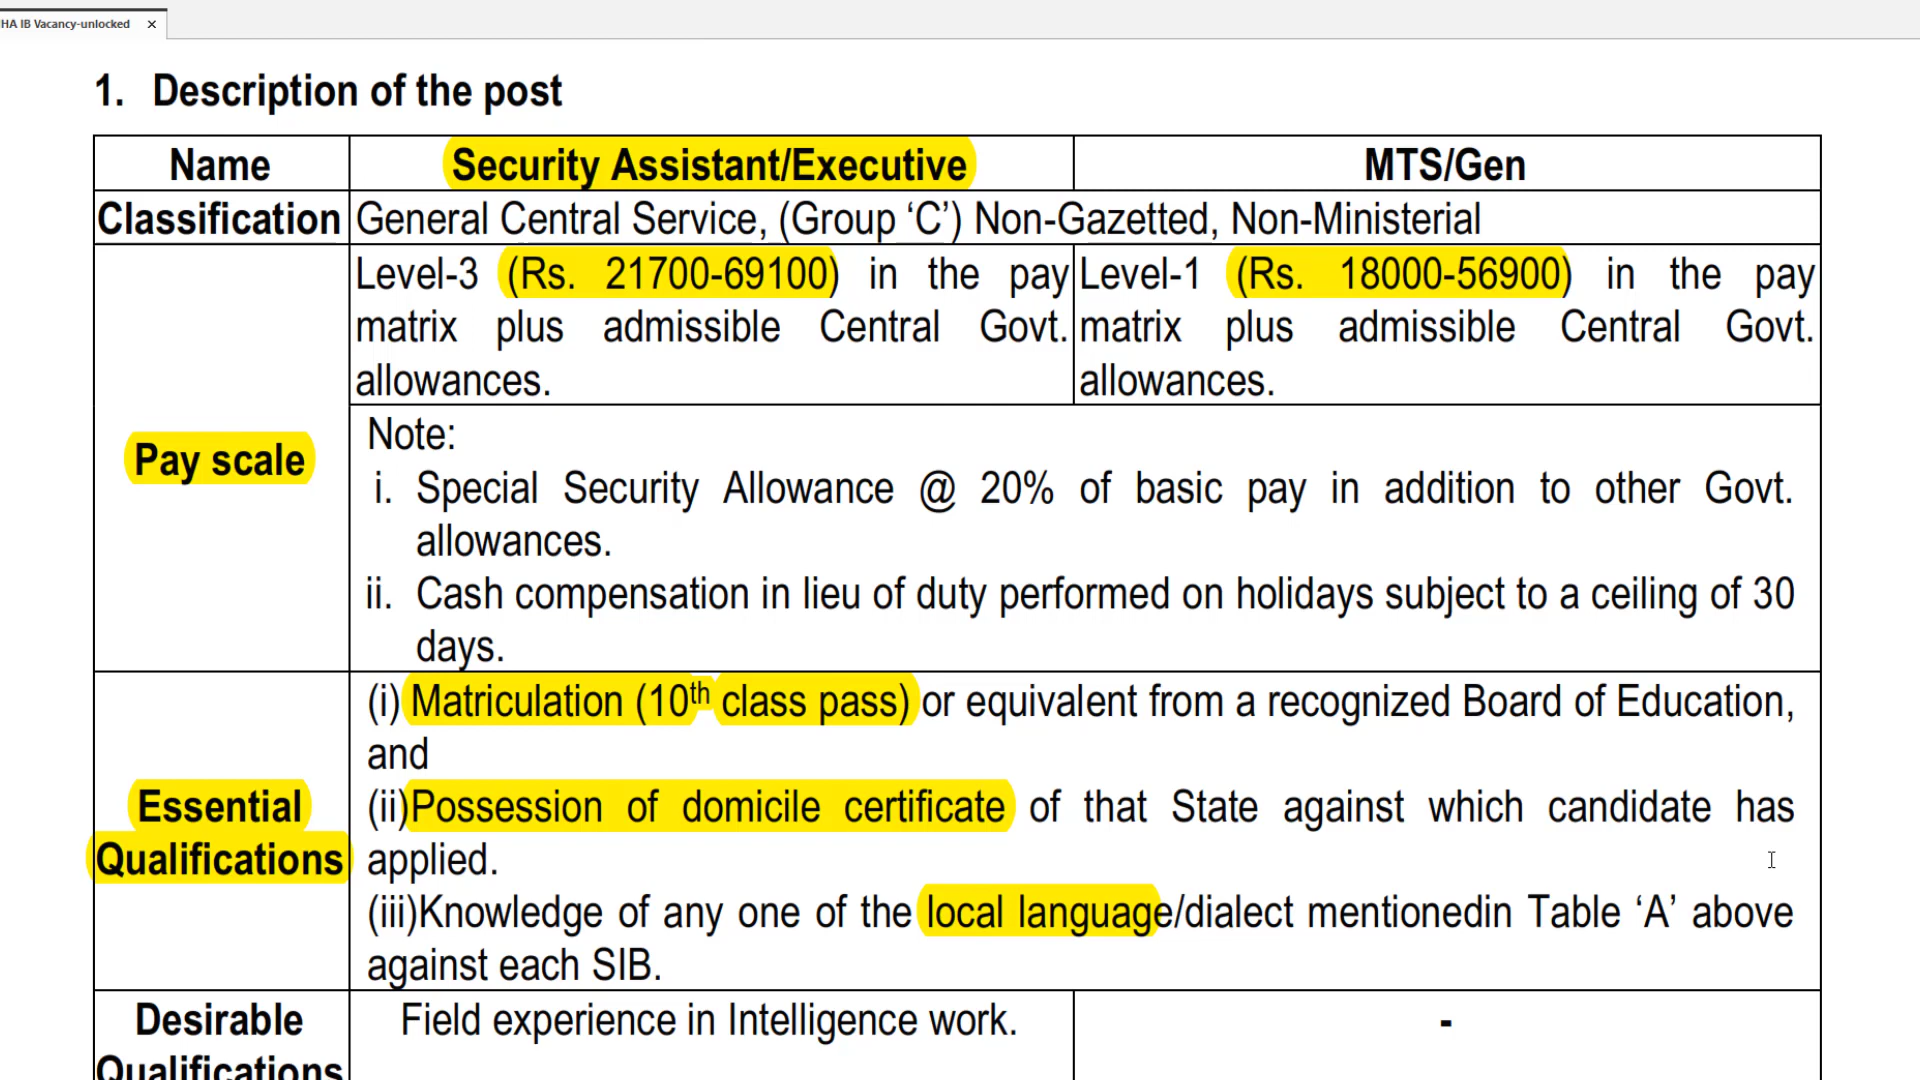 HA IB Vacancy-unlocked ×
1. Description of the post
Name Security Assistant/Executive MTS/Gen
Classification General Central Service, (Group ‘C’) Non-Gazetted, Non-Ministerial
Pay scale
Level-3 (Rs. 21700-69100) in the pay
matrix plus admissible Central Govt.
allowances.
Level-1 (Rs. 18000-56900) in the pay
matrix plus admissible Central Govt.
allowances.
Note:
i. Special Security Allowance @ 20% of basic pay in addition to other Govt.
allowances.
ii. Cash compensation in lieu of duty performed on holidays subject to a ceiling of 30
days.
Essential
Qualifications
(i) Matriculation (10th class pass) or equivalent from a recognized Board of Education,
and
(ii)Possession of domicile certificate of that State against which candidate has
applied.
(iii)Knowledge of any one of the local language/dialect mentionedin Table ‘A’ above
against each SIB.
Desirable
Qualifications
Field experience in Intelligence work.
-